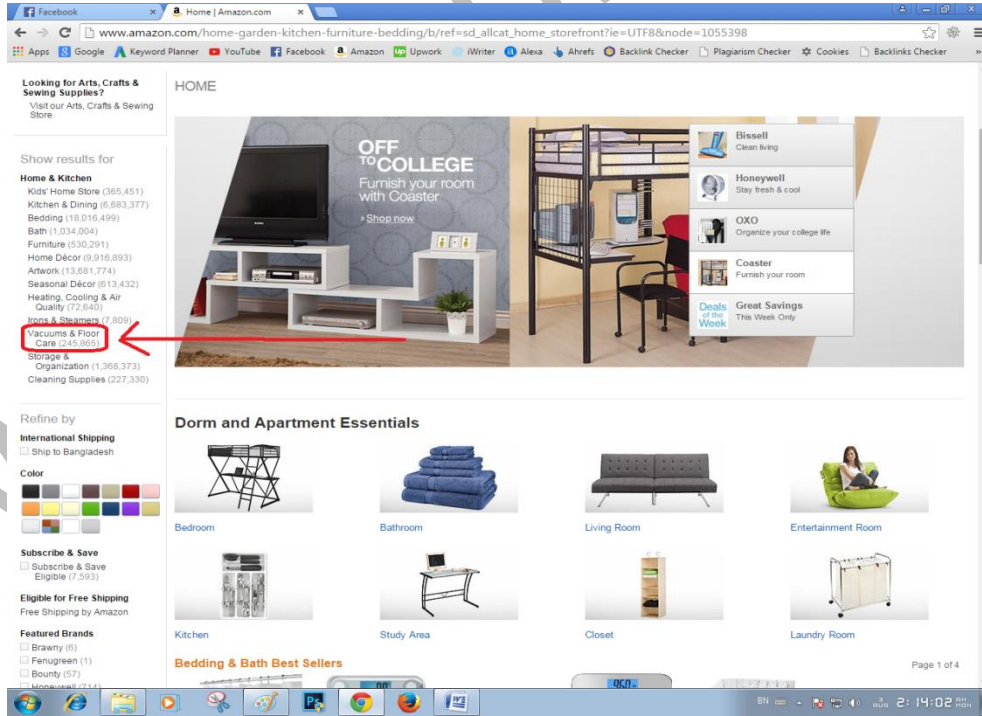 Facebook
Home | Amazon.com
www.amazon.com/home-garden-kitchen-furniture-bedding/b/ref=sd_allcat_home_storefront?ie=UTF8&node=1055398
Apps Google Keyword Planner YouTube Facebook Amazon Upwork iWriter Alexa Ahrefs Backlink Checker Plagiarism Checker Cookies Backlinks Checker »
Looking for Arts, Crafts &
Sewing Supplies?
Visit our Arts, Crafts & Sewing
Store
Show results for
Home & Kitchen
Kids' Home Store (365,451)
Kitchen & Dining (6,683,377)
Bedding (18,016,499)
Bath (1,034,004)
Furniture (530,291)
Home Décor (9,916,893)
Artwork (13,681,774)
Seasonal Décor (613,432)
Heating, Cooling & Air
Quality (72,640)
Irons & Steamers (7,809)
Vacuums & Floor
Care (245,865)
Storage &
Organization (1,368,373)
Cleaning Supplies (227,330)
Refine by
International Shipping
Ship to Bangladesh
Color
Subscribe & Save
Subscribe & Save
Eligible (7,593)
Eligible for Free Shipping
Free Shipping by Amazon
Featured Brands
Brawny (6)
Fenugreen (1)
Bounty (57)
Honeywell (714)
HOME
OFF
TO COLLEGE
Furnish your room
with Coaster
› Shop now
Bissell
Clean living
Honeywell
Stay fresh & cool
OXO
Organize your college life
Coaster
Furnish your room
Deals
of the
Week
Great Savings
This Week Only
Dorm and Apartment Essentials
Bedroom
Bathroom
Living Room
Entertainment Room
Kitchen
Study Area
Closet
Laundry Room
Bedding & Bath Best Sellers
Page 1 of 4
BN
2:14:02